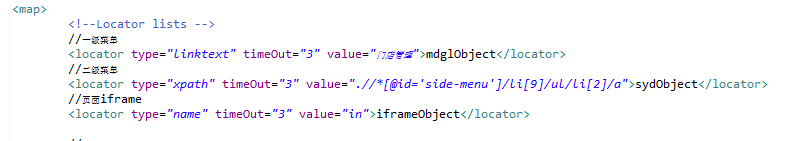 <map>
<!--Locator lists -->
//一级菜单
<locator type="linktext" timeOut="3" value="门店管理">mdglObject</locator>
//二级菜单
<locator type="xpath" timeOut="3" value=".//*[@id='side-menu']/li[9]/ul/li[2]/a">sydObject</locator>
//页面iframe
<locator type="name" timeOut="3" value="in">iframeObject</locator>